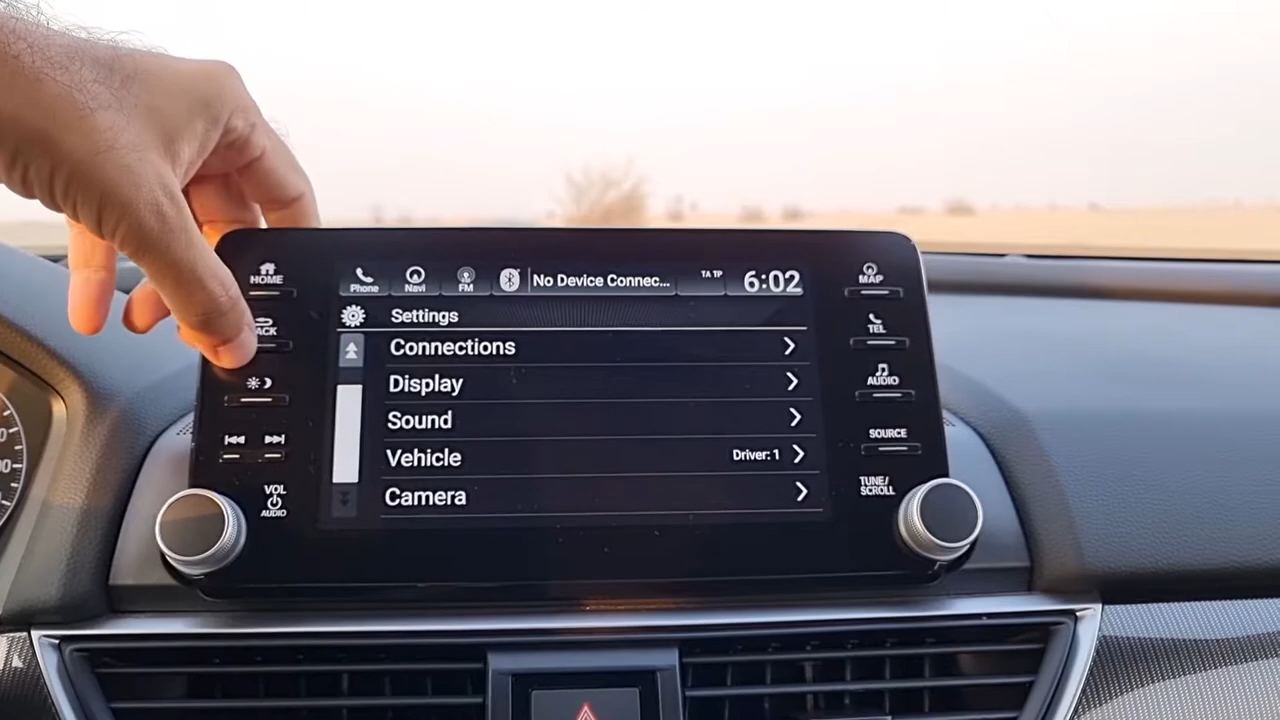 HOME
ACK
VOL
AUDIO
Phone
Navi
FM
No Device Connec...
TA TP
6:02
Settings
Connections
Display
Sound
Vehicle
Driver: 1
Camera
MAP
TEL
AUDIO
SOURCE
TUNE/
SCROLL